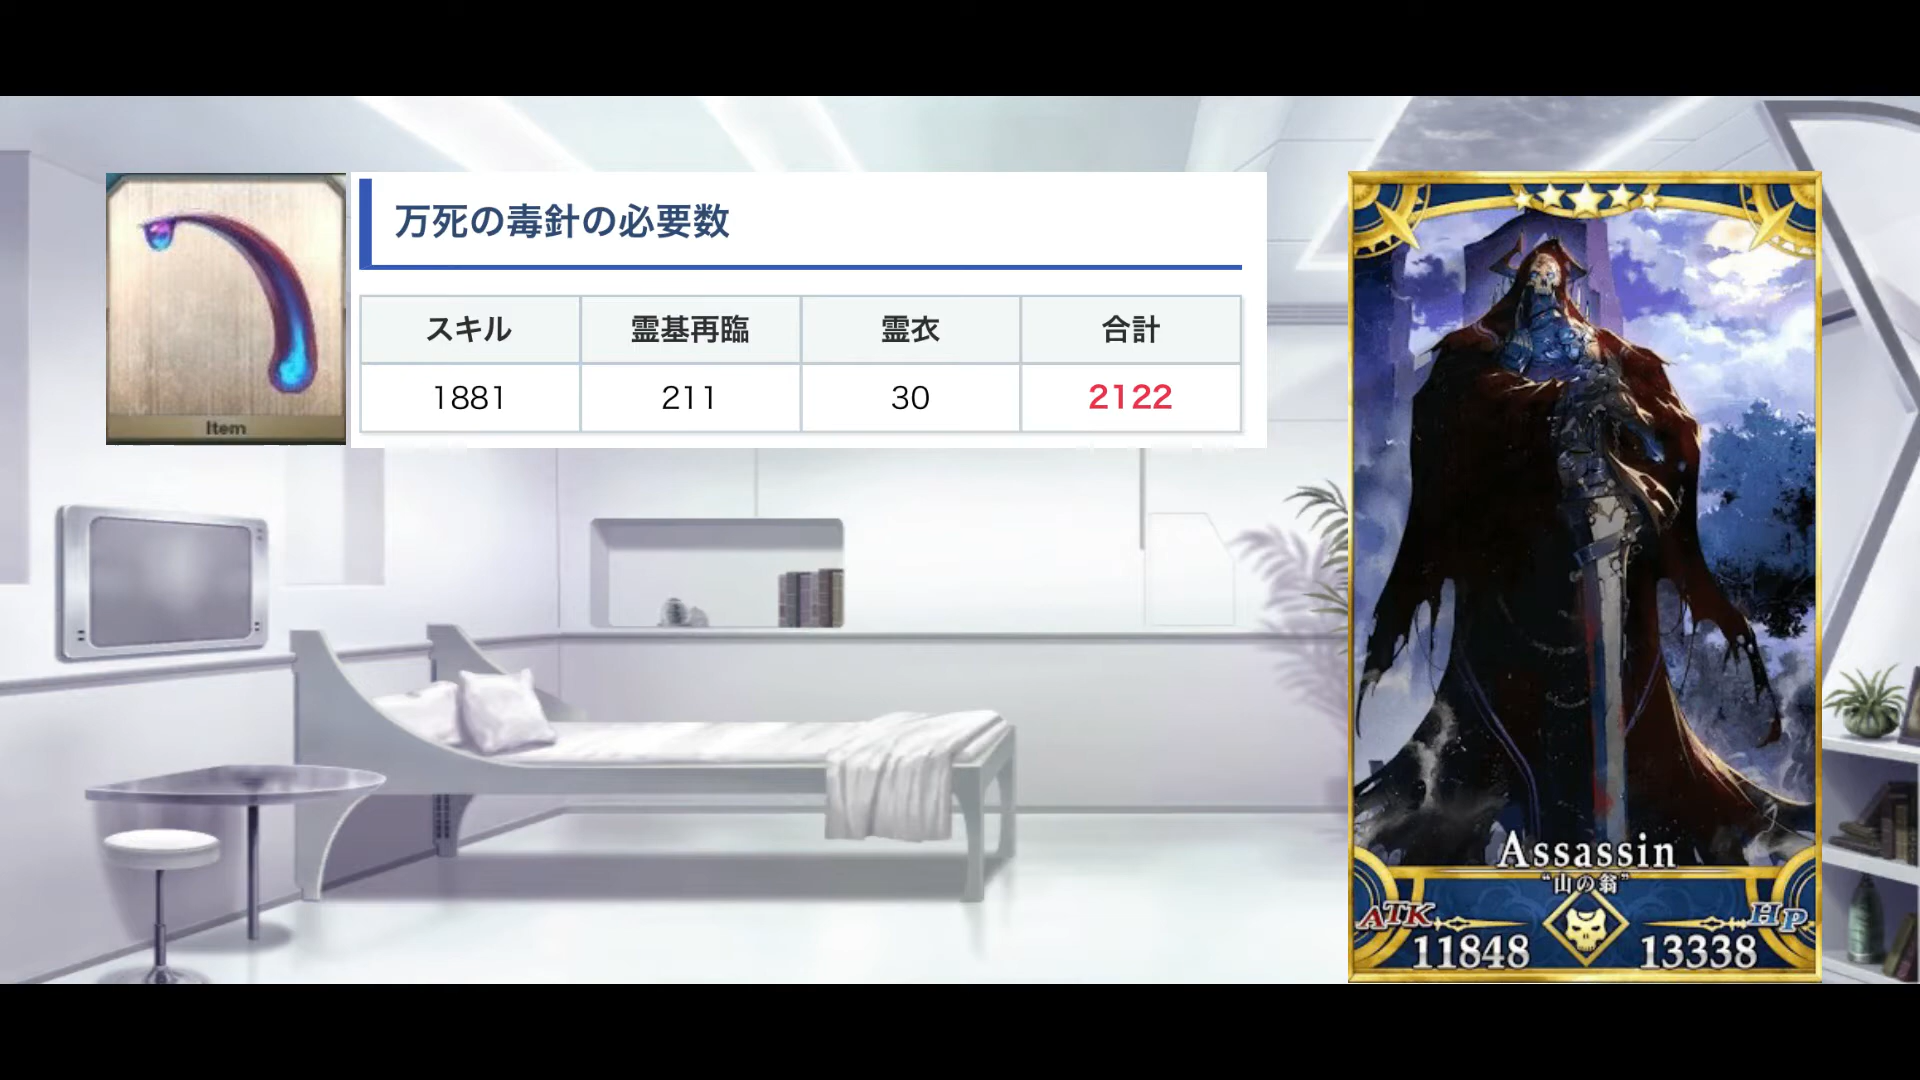 万死の毒針の必要数
スキル 霊基再臨 霊衣 合計
1881 211 30 2122
Item
Assassin
“山の翁”
ATK HP
11848 13338